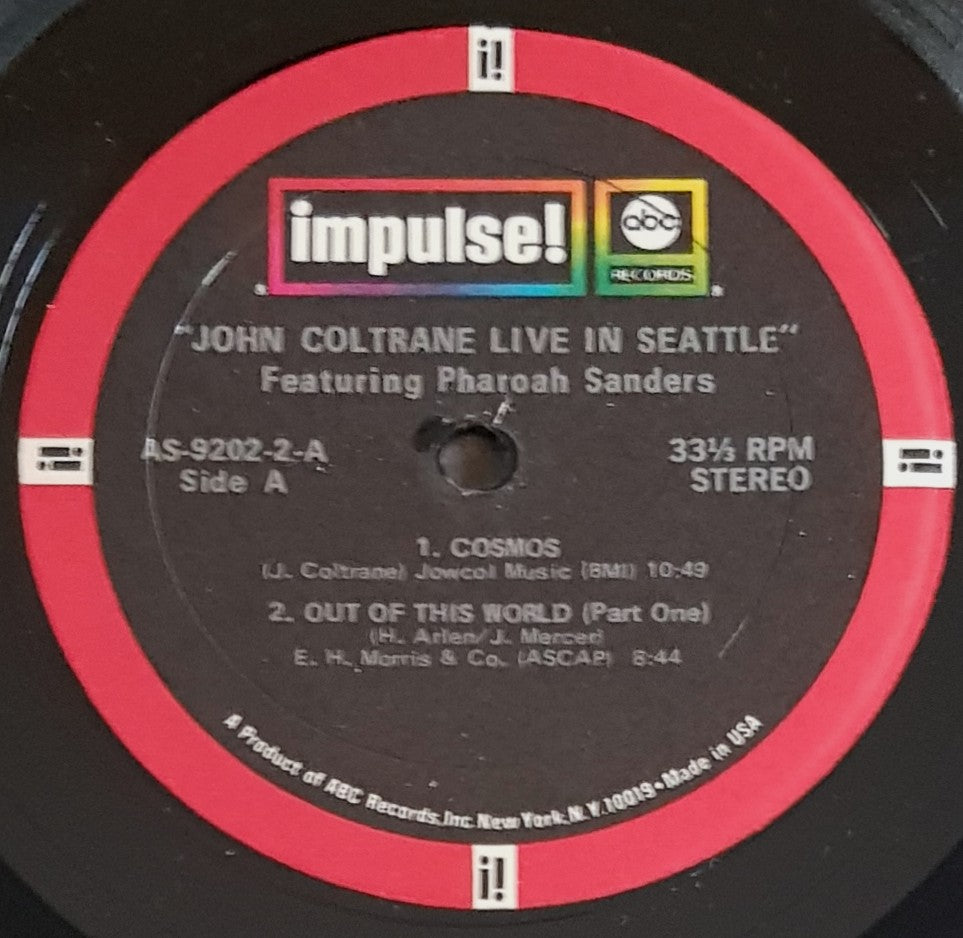 i!
impulse!
abc
RECORDS
"JOHN COLTRANE LIVE IN SEATTLE"
Featuring Pharoah Sanders
AS-9202-2-A
Side A
33⅓ RPM
STEREO
i!
i!
1. COSMOS
(J. Coltrane) Jowcol Music (BMI) 10:49
2. OUT OF THIS WORLD (Part One)
(H. Arlen/J. Mercer)
E. H. Morris & Co. (ASCAP) 8:44
A Product of ABC Records, Inc. New York, N.Y. 10019 • Made in USA
i!